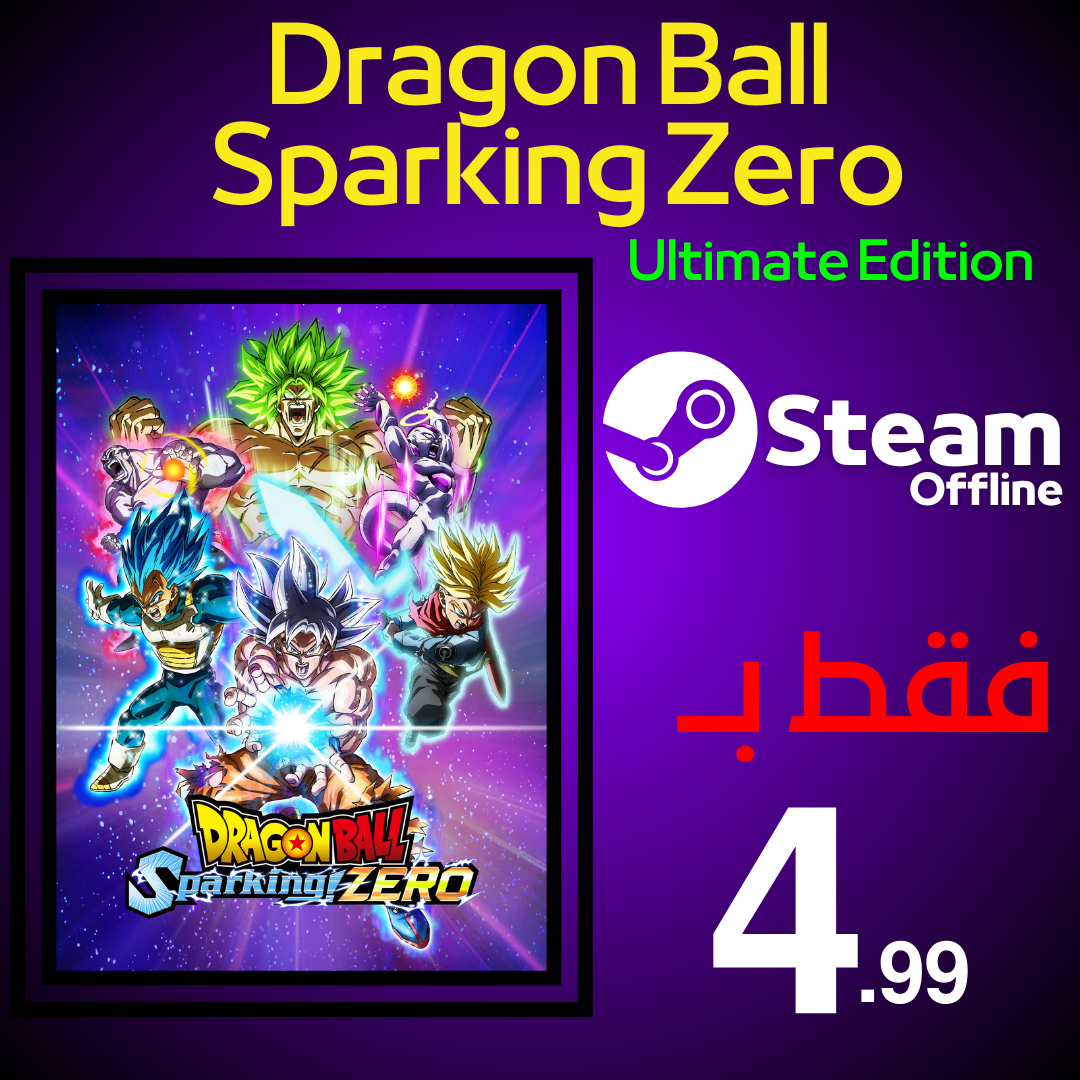 Dragon Ball
Sparking Zero
Ultimate Edition
Steam
Offline
فقط بـ
4.99
DRAGON BALL
Sparking! ZERO